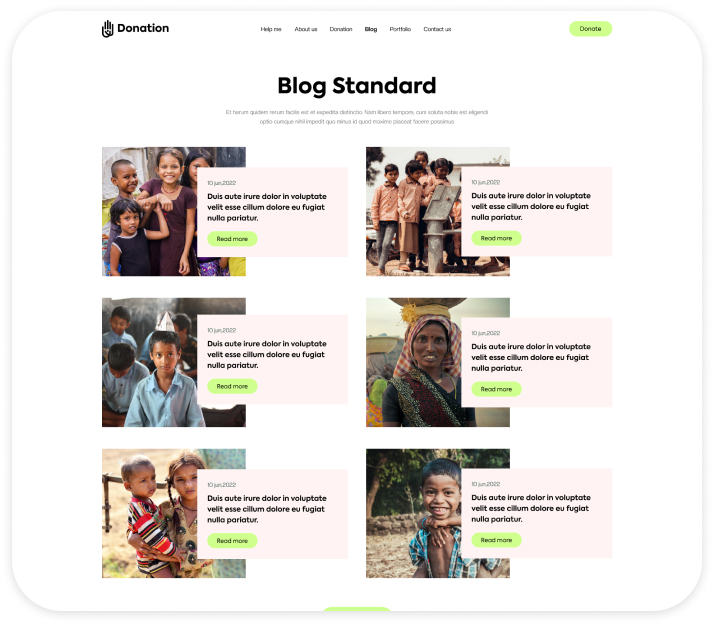 Donation
Help me About us Donation Blog Portfolio Contact us
Donate
Blog Standard
Et harum quidem rerum facilis est et expedita distinctio. Nam libero tempore, cum soluta nobis est eligendi
optio cumque nihil impedit quo minus id quod maxime placeat facere possimus
10 jun,2022
Duis aute irure dolor in voluptate
velit esse cillum dolore eu fugiat
nulla pariatur.
Read more
10 jun,2022
Duis aute irure dolor in voluptate
velit esse cillum dolore eu fugiat
nulla pariatur.
Read more
10 jun,2022
Duis aute irure dolor in voluptate
velit esse cillum dolore eu fugiat
nulla pariatur.
Read more
10 jun,2022
Duis aute irure dolor in voluptate
velit esse cillum dolore eu fugiat
nulla pariatur.
Read more
10 jun,2022
Duis aute irure dolor in voluptate
velit esse cillum dolore eu fugiat
nulla pariatur.
Read more
10 jun,2022
Duis aute irure dolor in voluptate
velit esse cillum dolore eu fugiat
nulla pariatur.
Read more